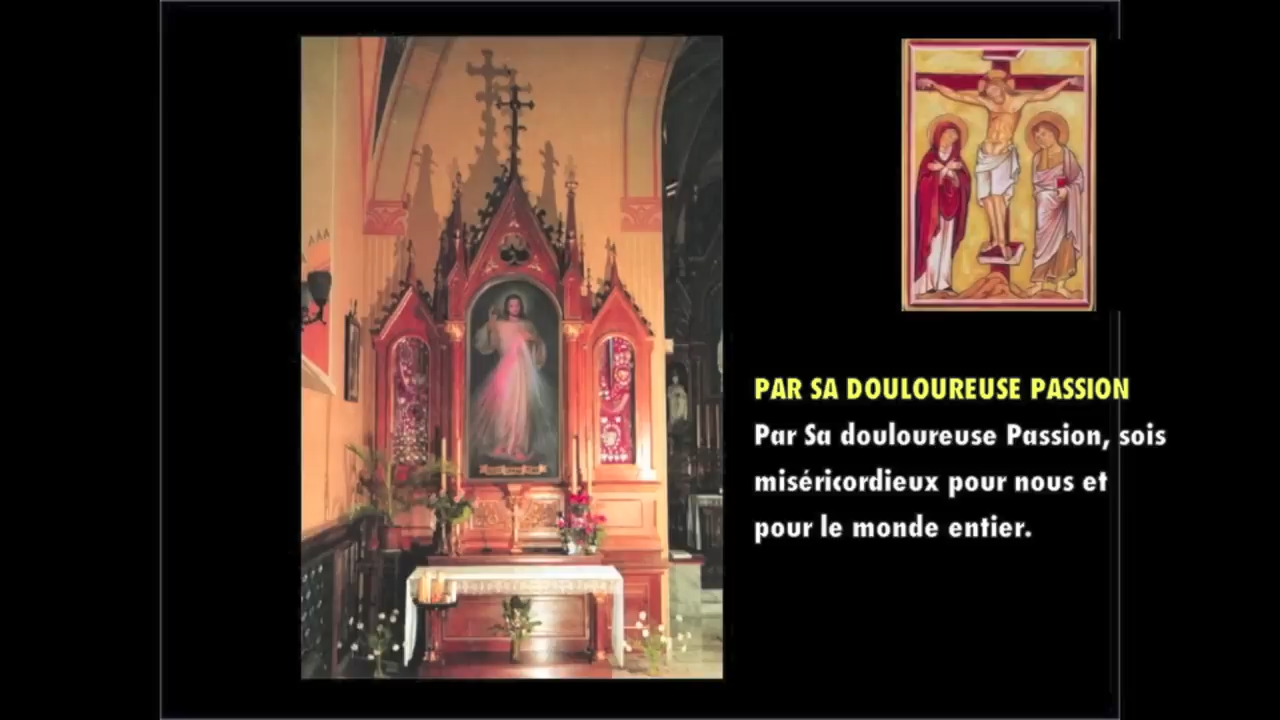 PAR SA DOULOUREUSE PASSION
Par Sa douloureuse Passion, sois
miséricordieux pour nous et
pour le monde entier.